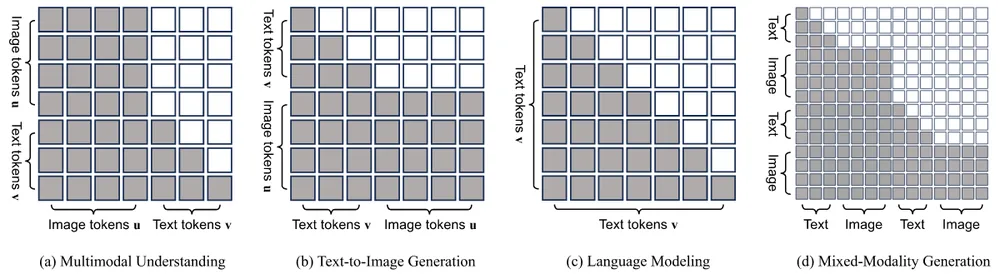 Image tokens u
Text tokens v
Image tokens u
Text tokens v
(a) Multimodal Understanding
Text tokens v
Image tokens u
Text tokens v
Image tokens u
(b) Text-to-Image Generation
Text tokens v
Text tokens v
(c) Language Modeling
Text
Image
Text
Image
Text
Image
Text
Image
(d) Mixed-Modality Generation